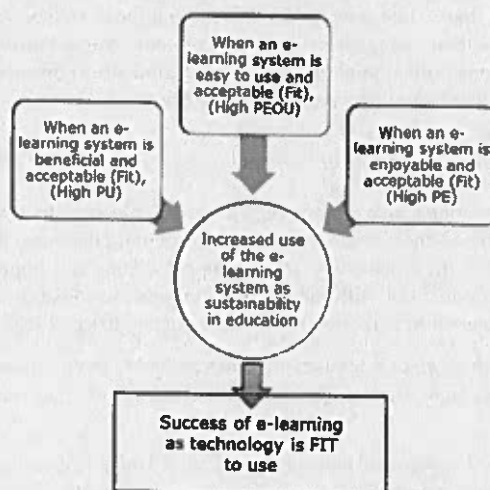 When an e-
learning system is
easy to use and
acceptable (Fit),
(High PEOU)
When an e-
learning system is
beneficial and
acceptable (Fit),
(High PU)
When an e-
learning system is
enjoyable and
acceptable (Fit)
(High PE)
Increased use
of the e-
learning
system as
sustainability
in education
Success of e-learning
as technology is FIT
to use